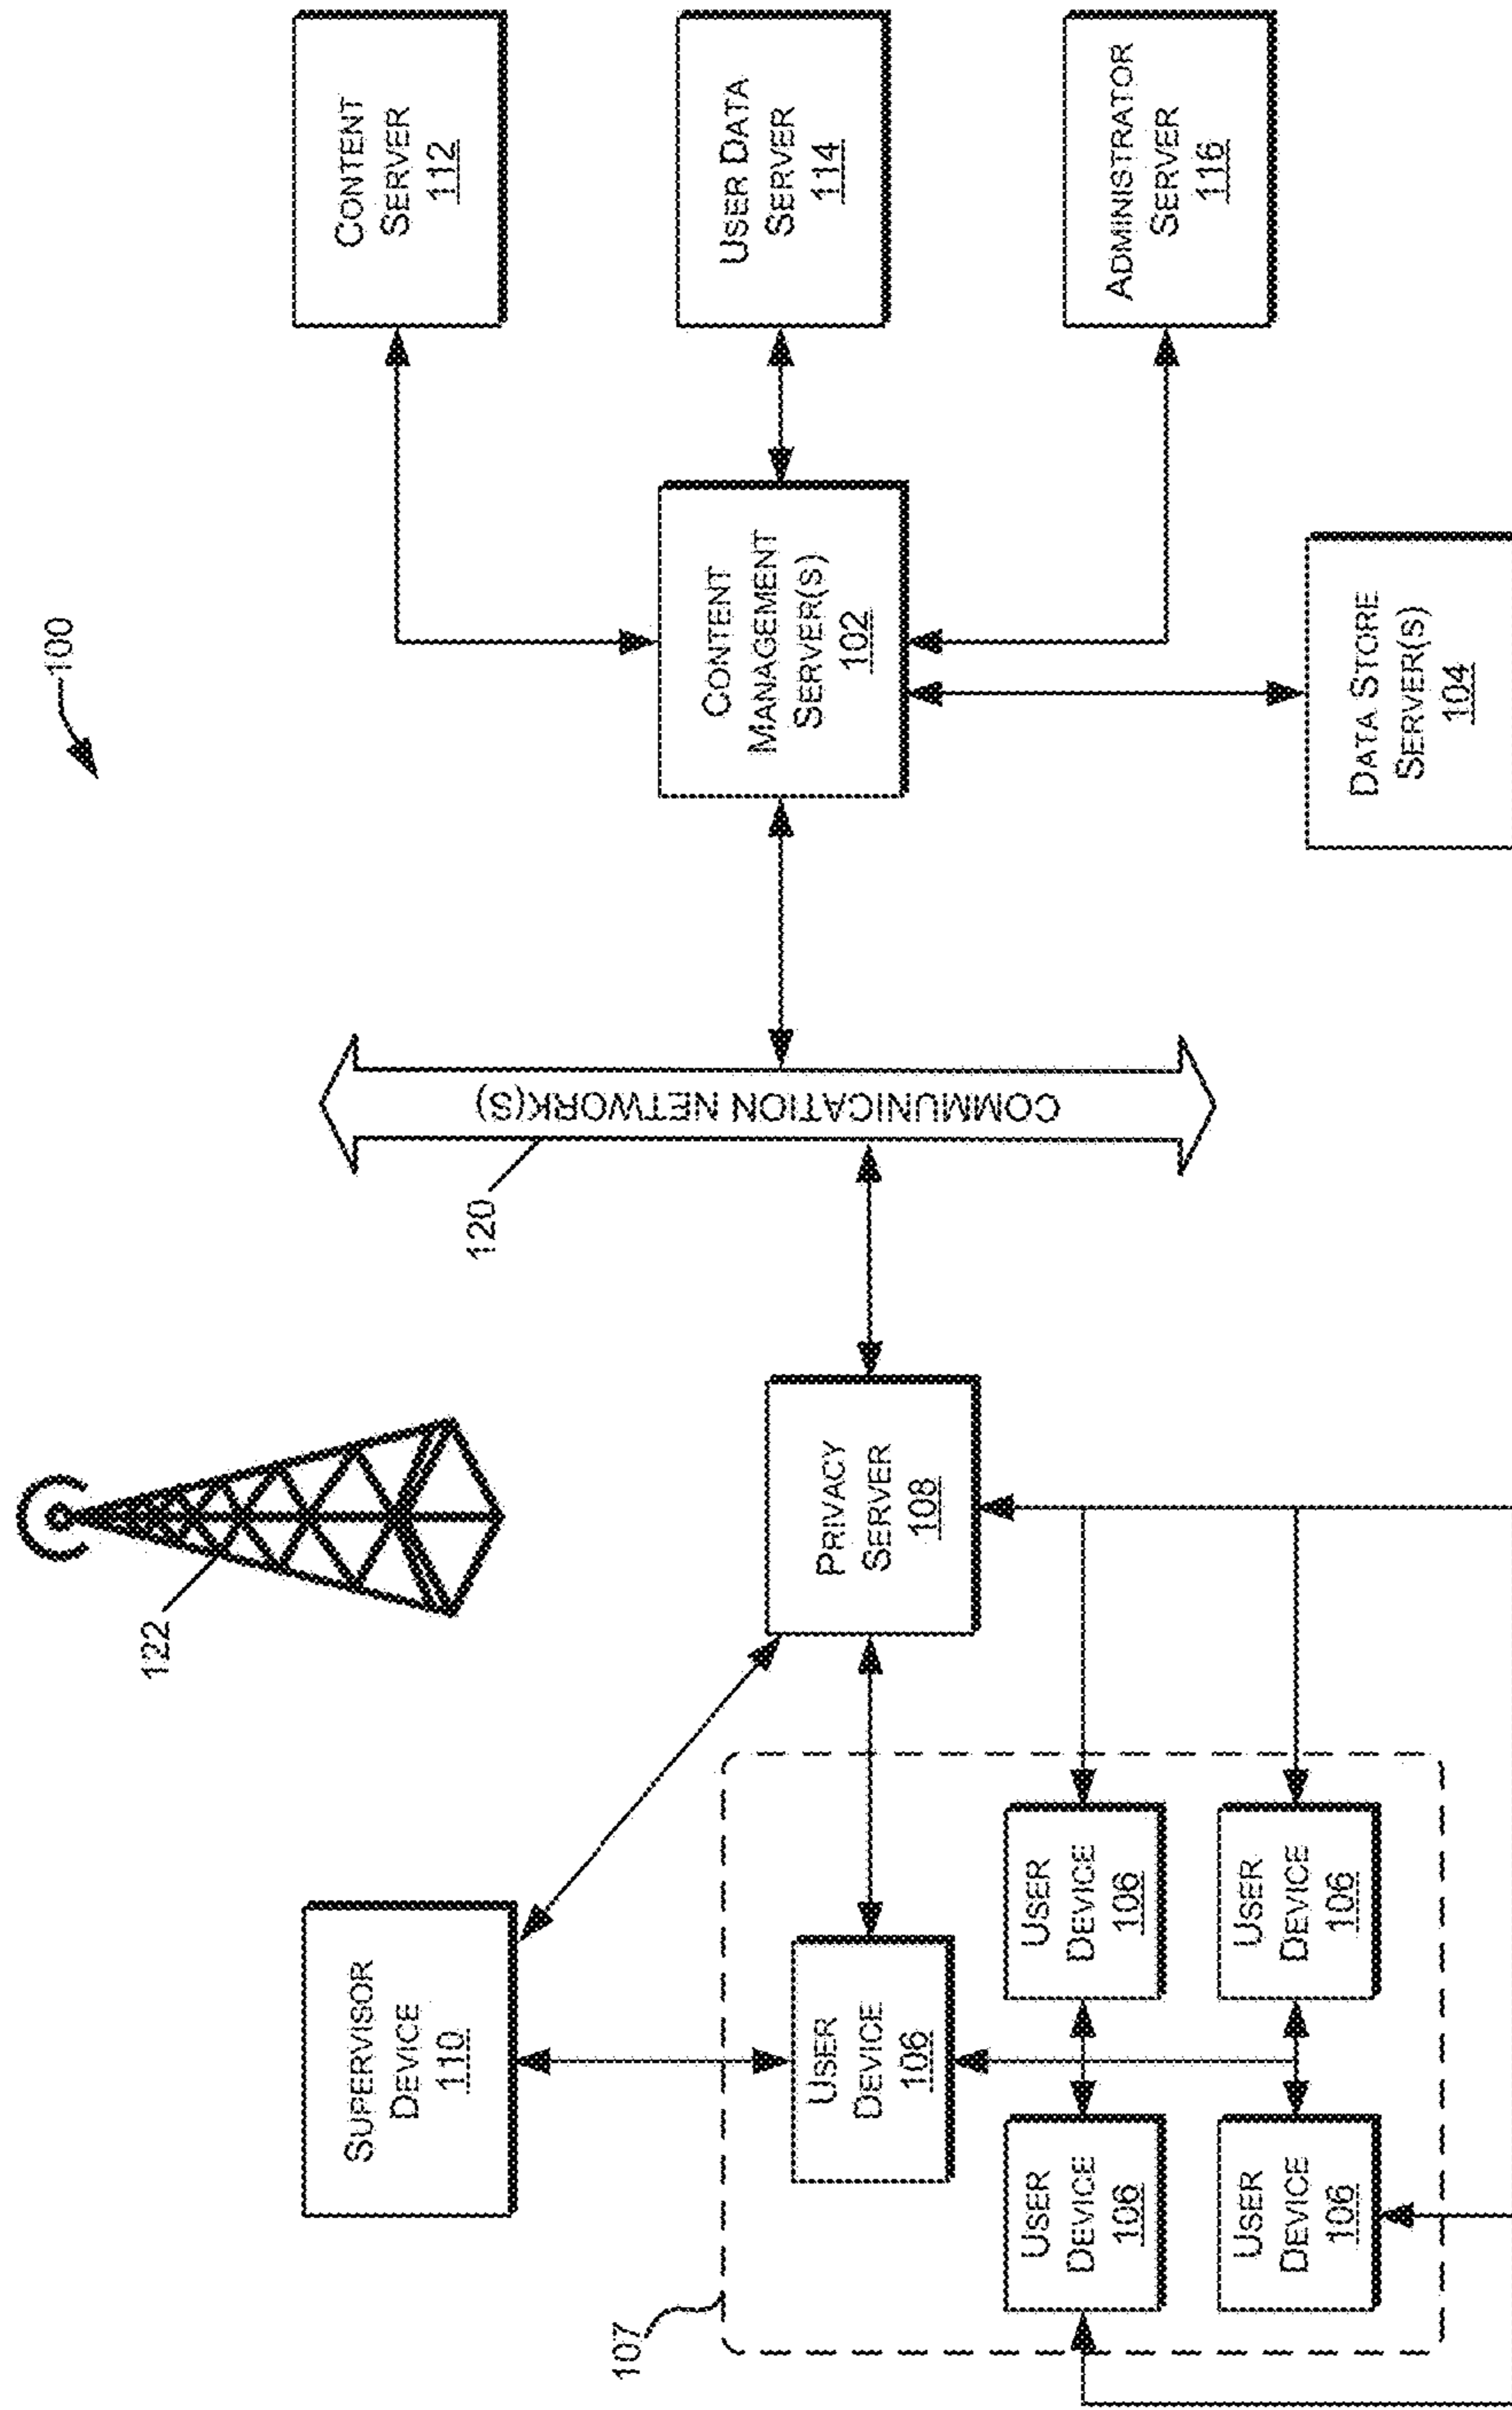 100
122
SUPERVISOR
DEVICE
110
120
CONTENT
SERVER
112
107
USER
DEVICE
106
PRIVACY
SERVER
108
COMMUNICATION NETWORK(S)
CONTENT
MANAGEMENT
SERVER(S)
102
USER DATA
SERVER
114
USER
DEVICE
106
USER
DEVICE
106
USER
DEVICE
106
USER
DEVICE
106
DATA STORE
SERVER(S)
104
ADMINISTRATOR
SERVER
116